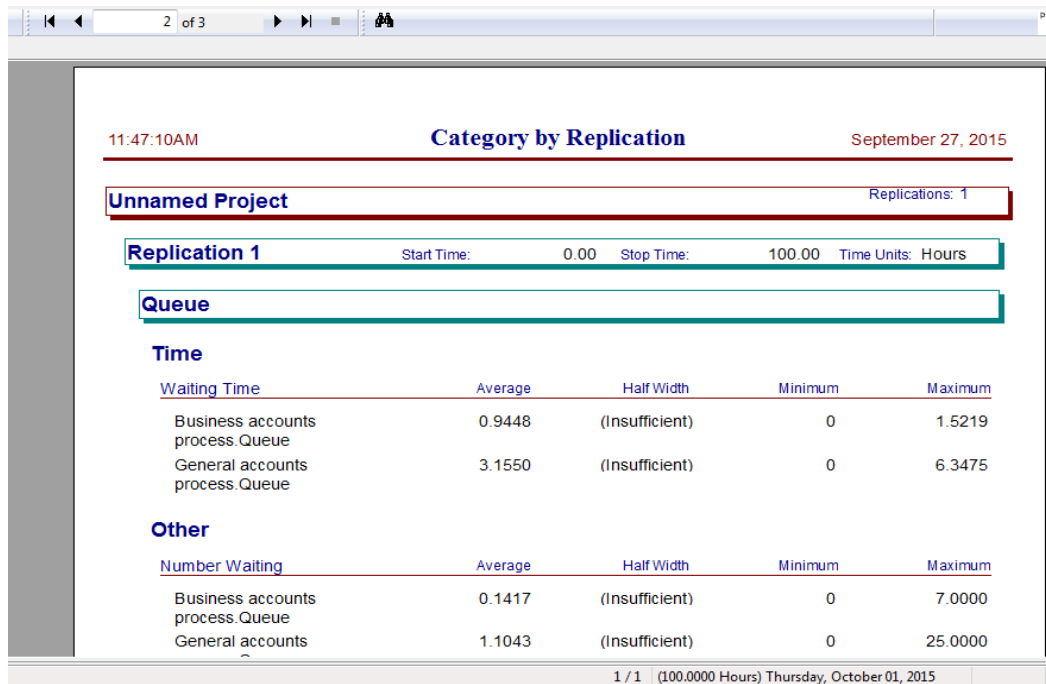 2 of 3
P
11:47:10AM Category by Replication September 27, 2015
Unnamed Project Replications: 1
Replication 1 Start Time: 0.00 Stop Time: 100.00 Time Units: Hours
Queue
Time
Waiting Time Average Half Width Minimum Maximum
Business accounts 0.9448 (Insufficient) 0 1.5219
process.Queue
General accounts 3.1550 (Insufficient) 0 6.3475
process.Queue
Other
Number Waiting Average Half Width Minimum Maximum
Business accounts 0.1417 (Insufficient) 0 7.0000
process.Queue
General accounts 1.1043 (Insufficient) 0 25.0000
1 / 1 (100.0000 Hours) Thursday, October 01, 2015